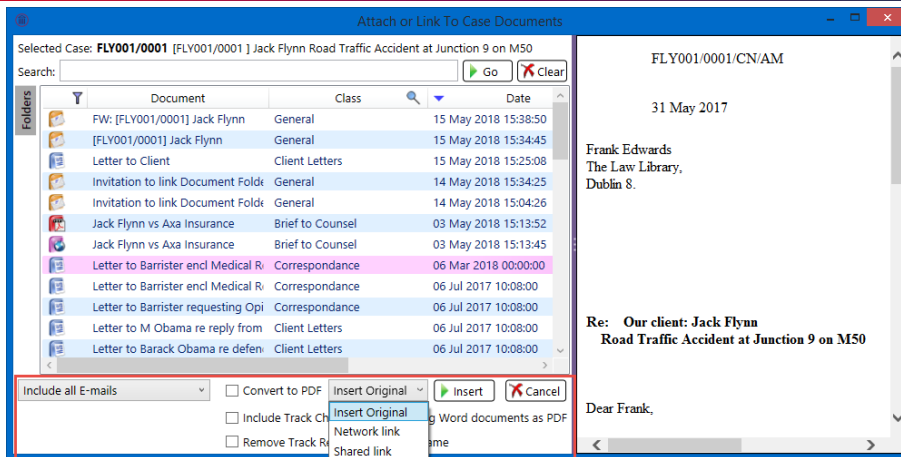 Attach or Link To Case Documents
Selected Case: FLY001/0001 [FLY001/0001 ] Jack Flynn Road Traffic Accident at Junction 9 on M50
Search: Go Clear
Folders
Document Class Date
FW: [FLY001/0001] Jack Flynn General 15 May 2018 15:38:50
[FLY001/0001] Jack Flynn General 15 May 2018 15:34:45
Letter to Client Client Letters 15 May 2018 15:25:08
Invitation to link Document Folde General 14 May 2018 15:34:25
Invitation to link Document Folde General 14 May 2018 15:04:26
Jack Flynn vs Axa Insurance Brief to Counsel 03 May 2018 15:13:52
Jack Flynn vs Axa Insurance Brief to Counsel 03 May 2018 15:13:45
Letter to Barrister encl Medical R Correspondance 06 Mar 2018 00:00:00
Letter to Barrister encl Medical R Correspondance 06 Jul 2017 10:08:00
Letter to Barrister requesting Opi Correspondance 06 Jul 2017 10:08:00
Letter to M Obama re reply from Client Letters 06 Jul 2017 10:08:00
Letter to Barack Obama re defen Client Letters 06 Jul 2017 10:08:00
Include all E-mails Convert to PDF Insert Original Insert Cancel
Include Track Ch g Word documents as PDF
Remove Track Re ame
Insert Original
Network link
Shared link
FLY001/0001/CN/AM
31 May 2017
Frank Edwards
The Law Library,
Dublin 8.
Re: Our client: Jack Flynn
Road Traffic Accident at Junction 9 on M50
Dear Frank,